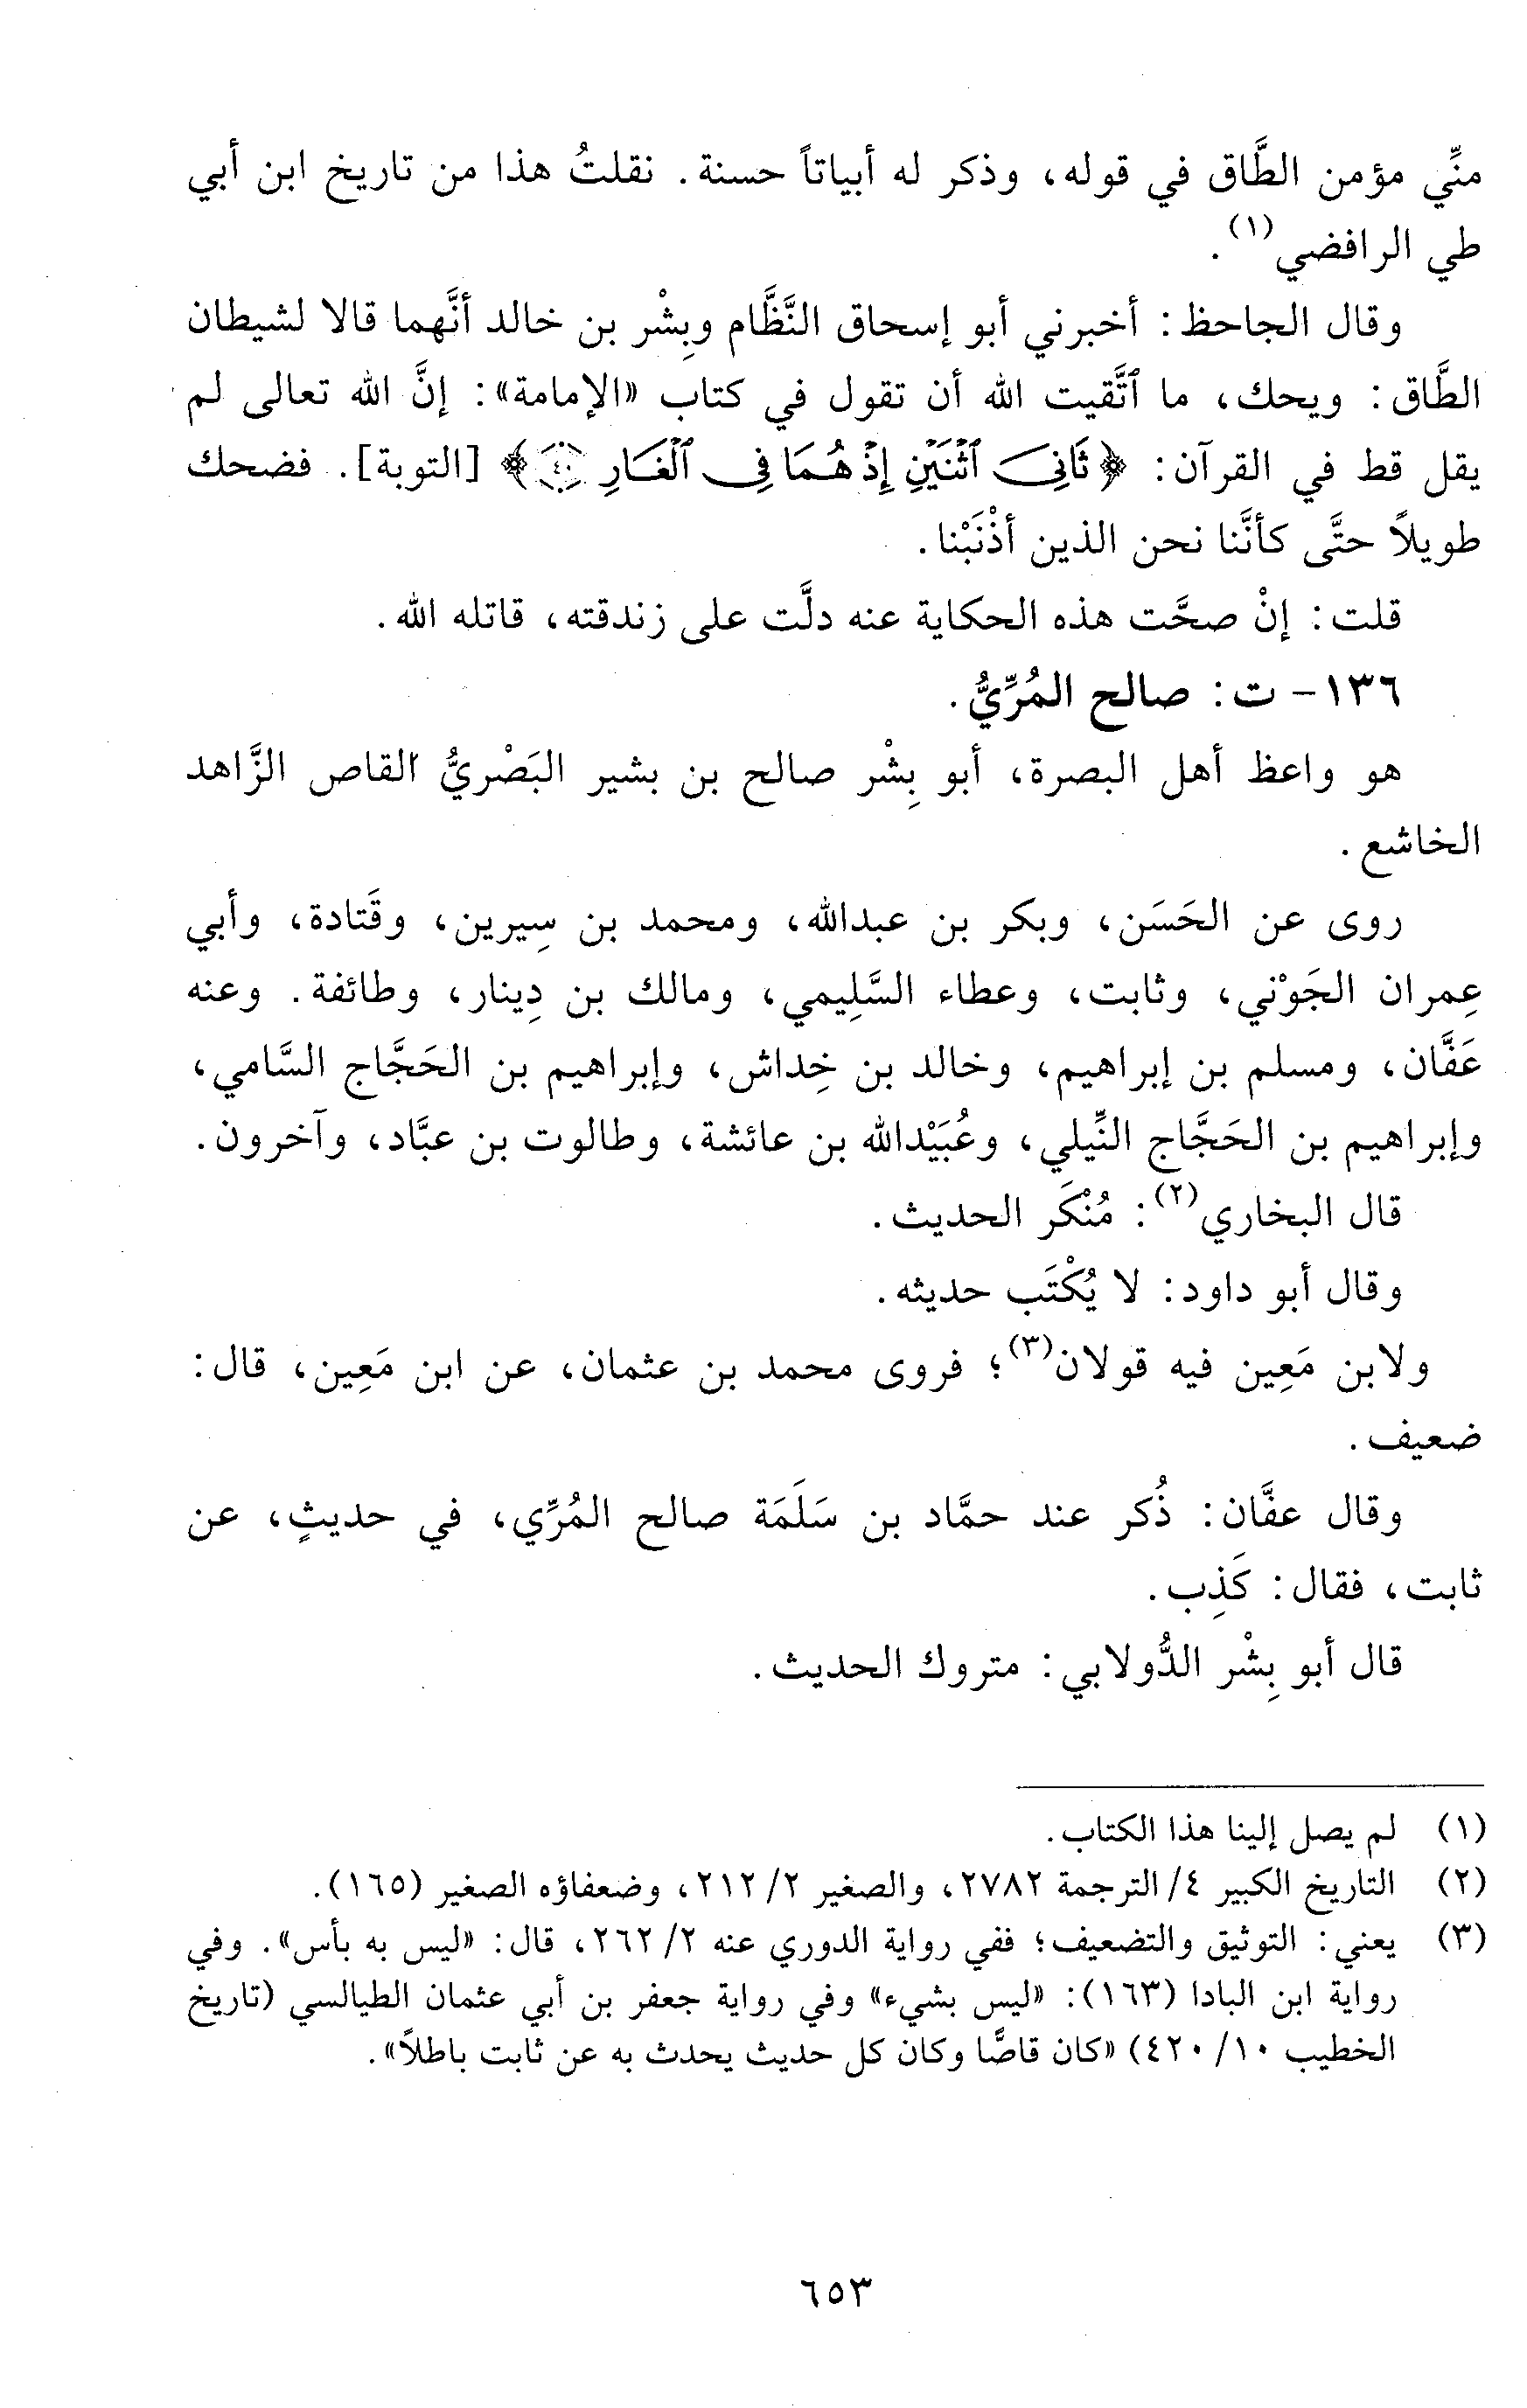 منِّي مؤمن الطَّاق في قوله، وذكر له أبياتاً حسنة. نقلتُ هذا من تاريخ ابن أبي
طي الرافضي(١).
وقال الجاحظ: أخبرني أبو إسحاق النَّظَّام وبِشْر بن خالد أنَّهما قالا لشيطان
الطَّاق: ويحك، ما ٱتَّقيت الله أن تقول في كتاب «الإمامة»: إنَّ الله تعالى لم
يقل قط في القرآن: ﴿ثَانِيَ ٱثْنَيْنِ إِذْ هُمَا فِى ٱلْغَارِ ٤٠﴾ [التوبة]. فضحك
طويلاً حتَّى كأنَّنا نحن الذين أذْنَبْنا.
قلت: إنْ صحَّت هذه الحكاية عنه دلَّت على زندقته، قاتله الله.
١٣٦- ت: صالح المُرِّيُّ.
هو واعظ أهل البصرة، أبو بِشْر صالح بن بشير البَصْريُّ القاص الزَّاهد
الخاشع.
روى عن الحَسَن، وبكر بن عبدالله، ومحمد بن سِيرين، وقَتادة، وأبي
عِمران الجَوْني، وثابت، وعطاء السَّلِيمي، ومالك بن دِينار، وطائفة. وعنه
عَفَّان، ومسلم بن إبراهيم، وخالد بن خِداش، وإبراهيم بن الحَجَّاج السَّامي،
وإبراهيم بن الحَجَّاج النِّيلي، وعُبَيْدالله بن عائشة، وطالوت بن عبَّاد، وآخرون.
قال البخاري(٢): مُنْكَر الحديث.
وقال أبو داود: لا يُكْتَب حديثه.
ولابن مَعِين فيه قولان(٣)؛ فروى محمد بن عثمان، عن ابن مَعِين، قال:
ضعيف.
وقال عفَّان: ذُكر عند حمَّاد بن سَلَمَة صالح المُرِّي، في حديثٍ، عن
ثابت، فقال: كَذِب.
قال أبو بِشْر الدُّولابي: متروك الحديث.
(١) لم يصل إلينا هذا الكتاب.
(٢) التاريخ الكبير ٤/ الترجمة ٢٧٨٢، والصغير ٢/ ٢١٢، وضعفاؤه الصغير (١٦٥).
(٣) يعني: التوثيق والتضعيف؛ ففي رواية الدوري عنه ٢/ ٢٦٢، قال: «ليس به بأس». وفي
رواية ابن البادا (١٦٣): «ليس بشيء» وفي رواية جعفر بن أبي عثمان الطيالسي (تاريخ
الخطيب ١٠/ ٤٢٠) «كان قاصًّا وكان كل حديث يحدث به عن ثابت باطلاً».
٦٥٣